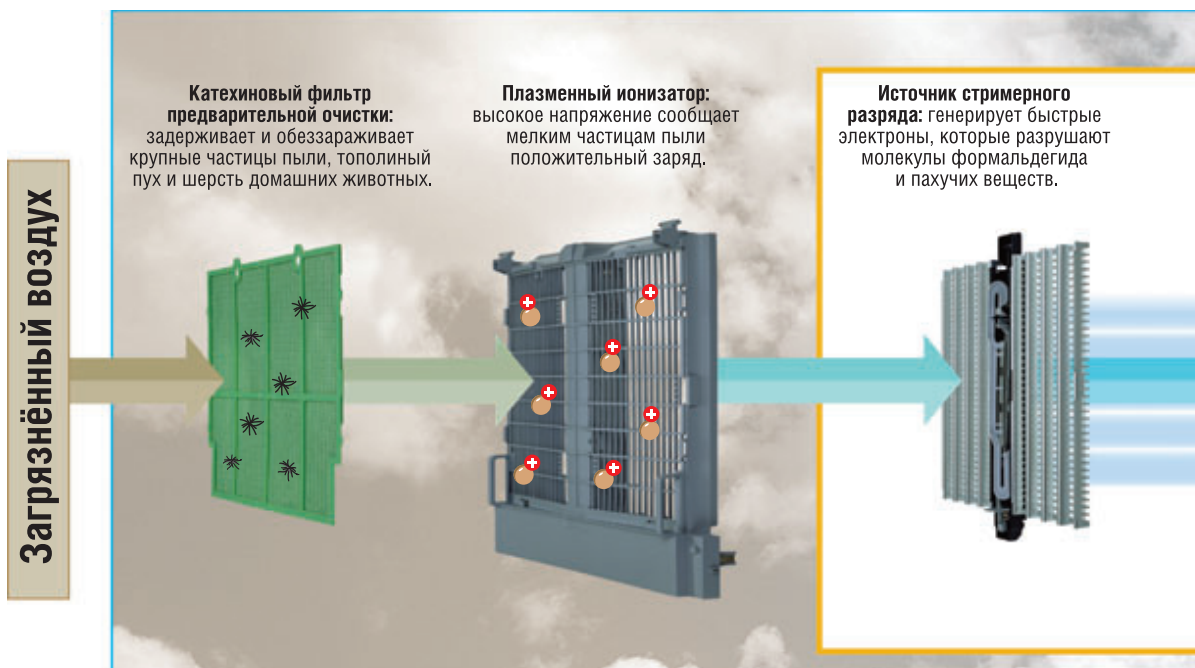 Загрязнённый воздух
Катехиновый фильтр
предварительной очистки:
задерживает и обеззараживает
крупные частицы пыли, тополиный
пух и шерсть домашних животных.
Плазменный ионизатор:
высокое напряжение сообщает
мелким частицам пыли
положительный заряд.
Источник стримерного
разряда: генерирует быстрые
электроны, которые разрушают
молекулы формальдегида
и пахучих веществ.